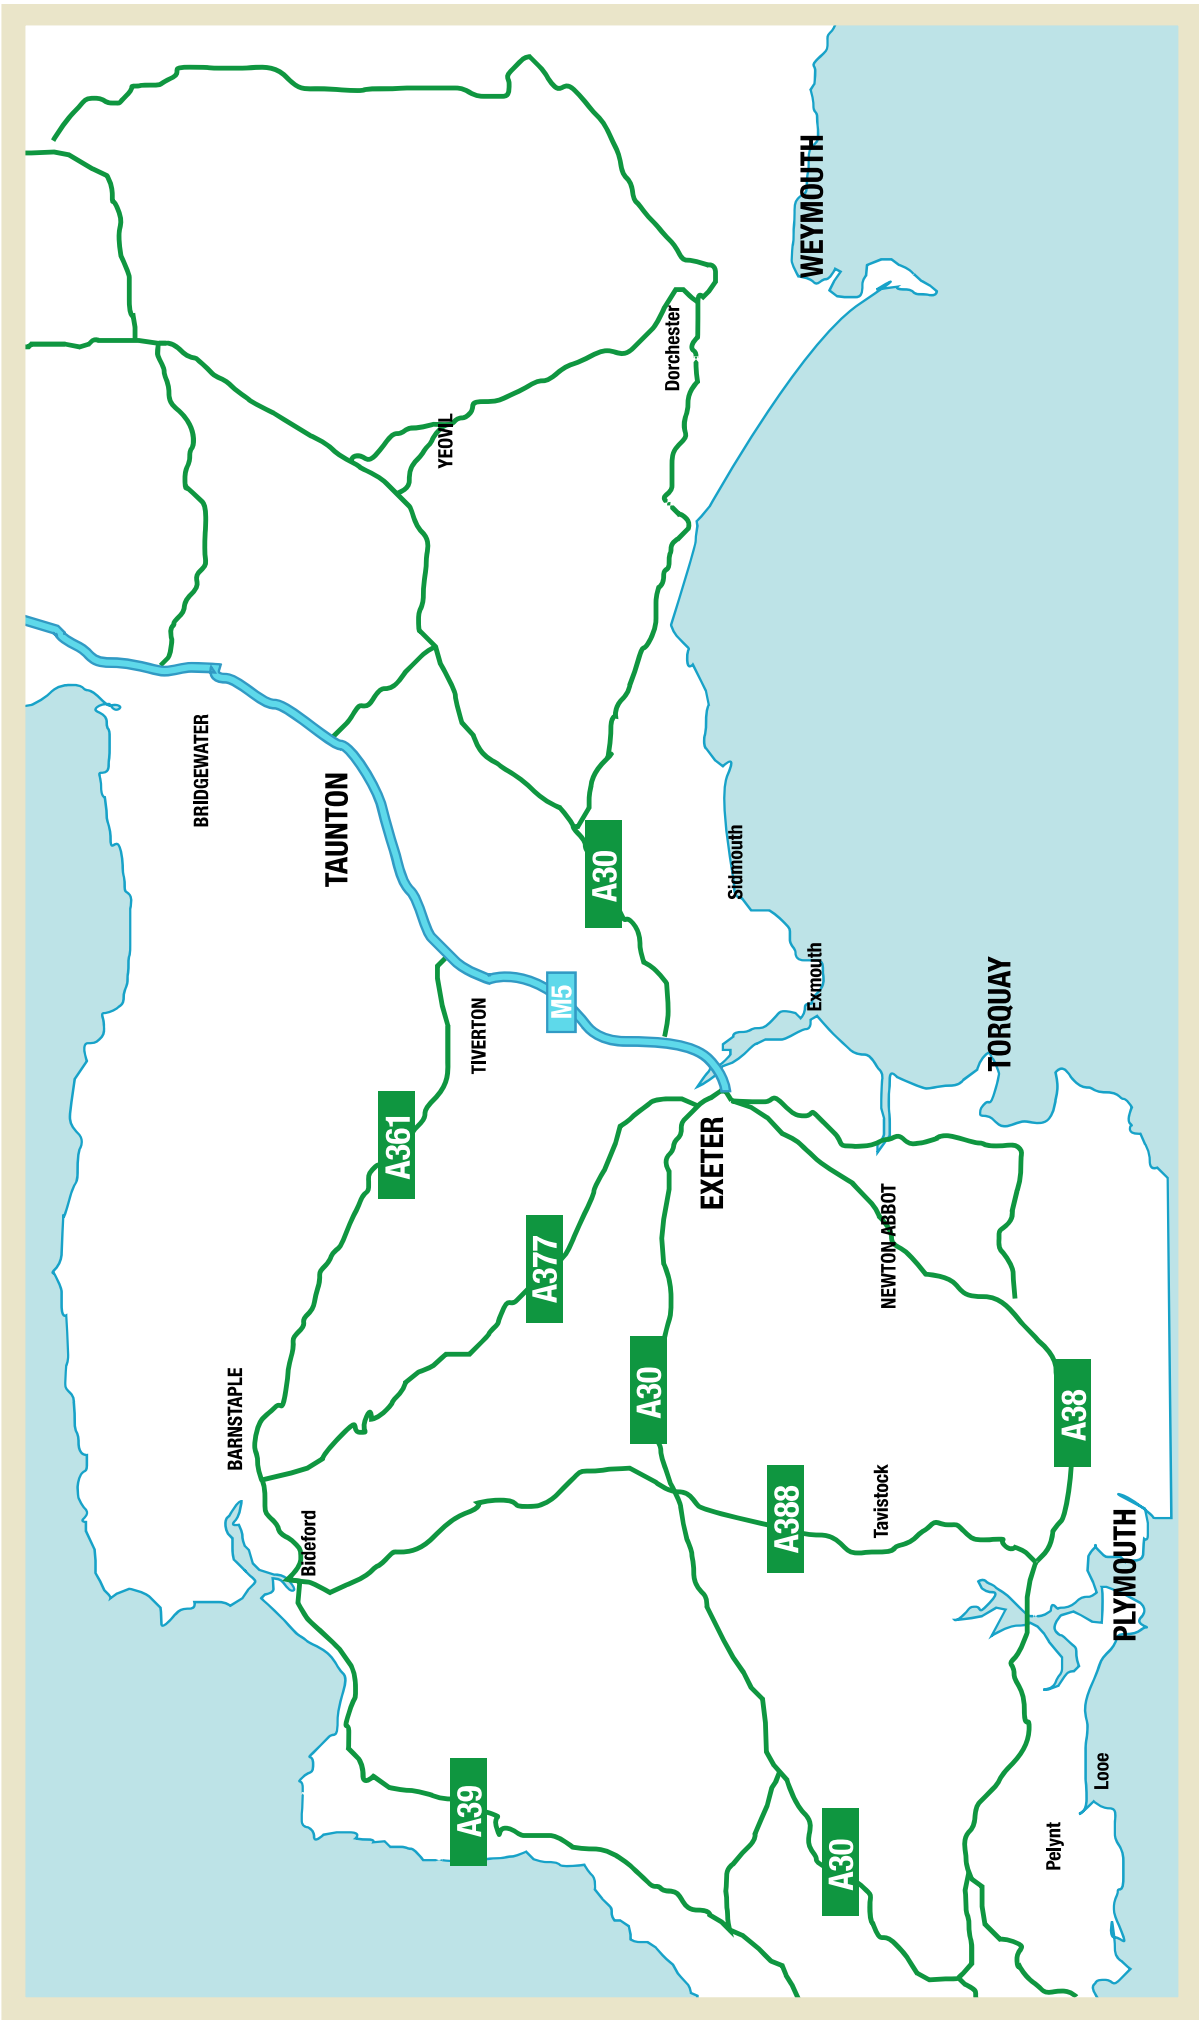 BRIDGEWATER
TAUNTON
YEOVIL
Dorchester
WEYMOUTH
BARNSTAPLE
Bideford
A361
TIVERTON
M5
A30
Sidmouth
Exmouth
A377
EXETER
TORQUAY
A39
A30
A388
Tavistock
NEWTON ABBOT
A38
A30
PLYMOUTH
Pelynt
Looe